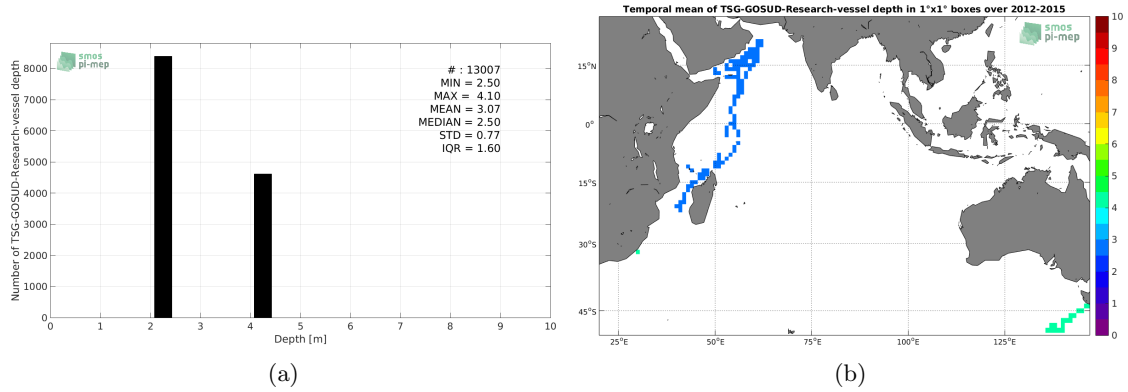 smos
pi-mep
Number of TSG-GOSUD-Research-vessel depth
8000
7000
6000
5000
4000
3000
2000
1000
0
# : 13007
MIN = 2.50
MAX = 4.10
MEAN = 3.07
MEDIAN = 2.50
STD = 0.77
IQR = 1.60
0 1 2 3 4 5 6 7 8 9 10
Depth [m]
(a)
Temporal mean of TSG-GOSUD-Research-vessel depth in 1°x1° boxes over 2012-2015
smos
pi-mep
15°N
0°
15°S
30°S
45°S
25°E 50°E 75°E 100°E 125°E
10
9
8
7
6
5
4
3
2
1
0
(b)